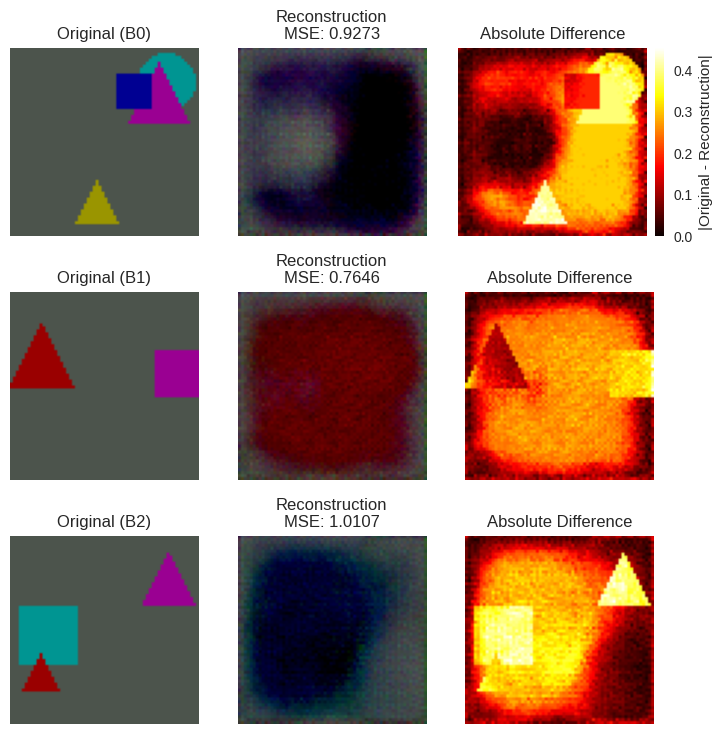 Original (B0)
Reconstruction
MSE: 0.9273
Absolute Difference
0.4
0.3
0.2
0.1
0.0
|Original - Reconstruction|
Original (B1)
Reconstruction
MSE: 0.7646
Absolute Difference
Original (B2)
Reconstruction
MSE: 1.0107
Absolute Difference